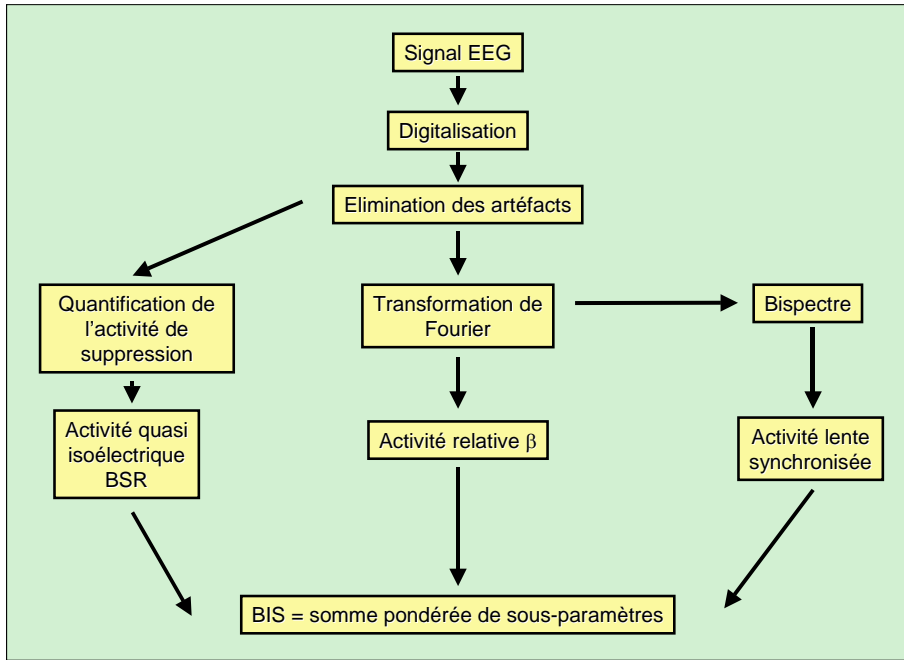 Signal EEG
Digitalisation
Elimination des artéfacts
Quantification de
l'activité de
suppression
Transformation de
Fourier
Bispectre
Activité quasi
isoélectrique
BSR
Activité relative β
Activité lente
synchronisée
BIS = somme pondérée de sous-paramètres